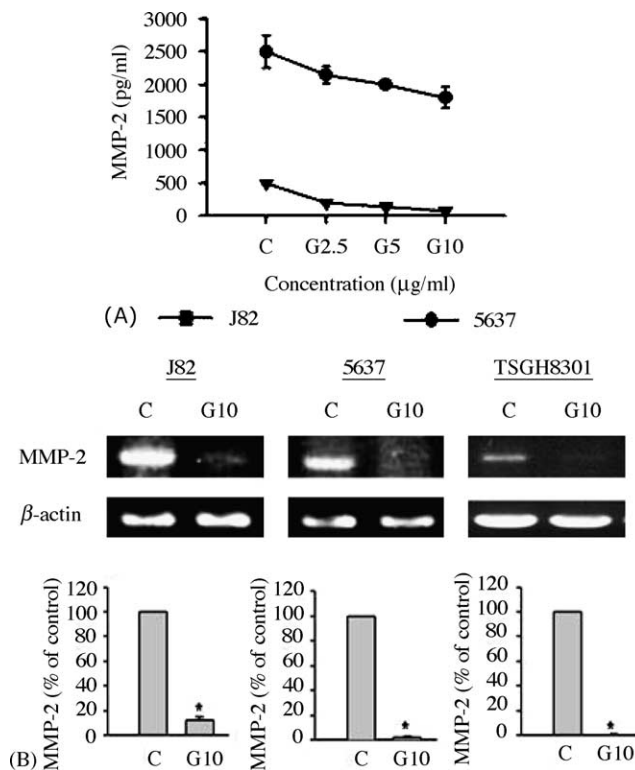 3000
2500
2000
1500
1000
500
0
MMP-2 (pg/ml)
C G2.5 G5 G10
Concentration (μg/ml)
(A) J82 5637
J82 5637 TSGH8301
C G10 C G10 C G10
MMP-2
β-actin
120 120 120
100 100 100
80 80 80
60 60 60
40 40 40
20 20 20
0 0 0
MMP-2 (% of control) MMP-2 (% of control) MMP-2 (% of control)
* * *
(B) C G10 C G10 C G10